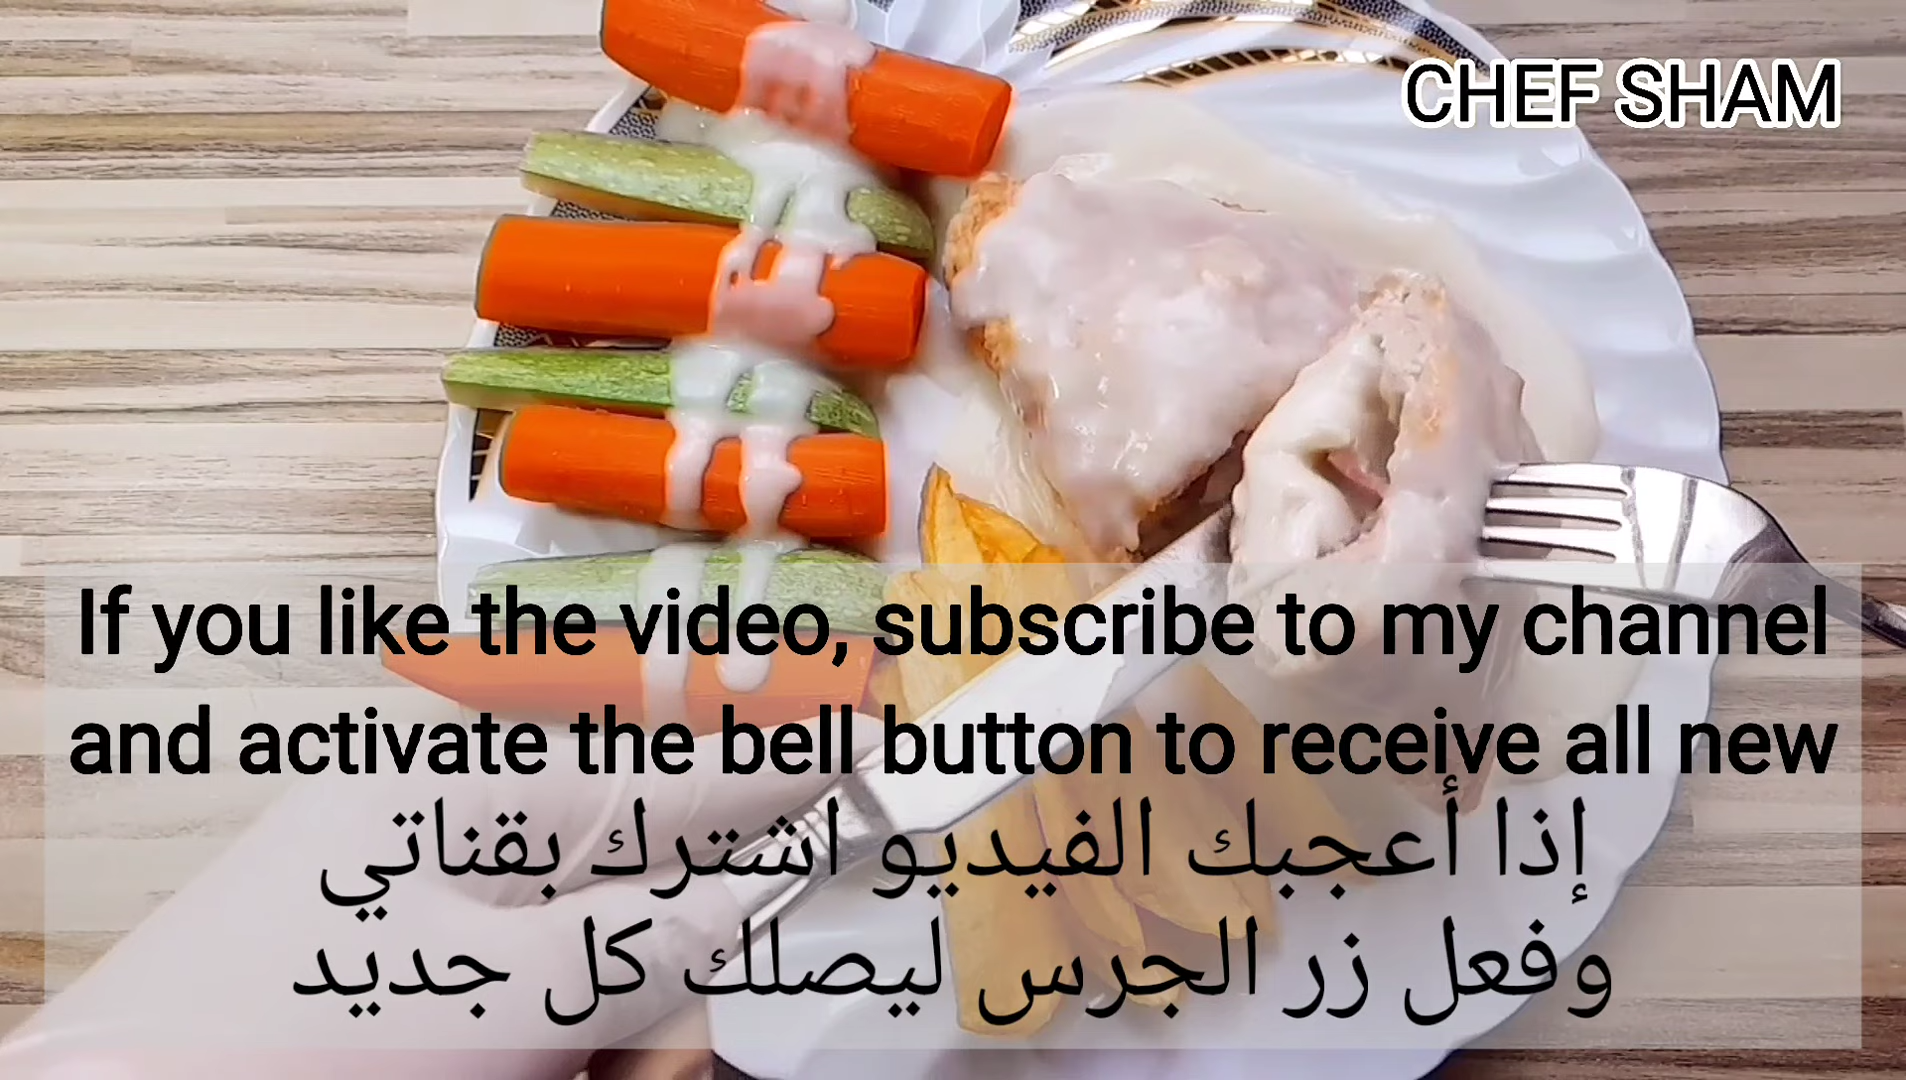 CHEF SHAM
If you like the video, subscribe to my channel
and activate the bell button to receive all new
إذا أعجبك الفيديو اشترك بقناتي
وفعل زر الجرس ليصلك كل جديد